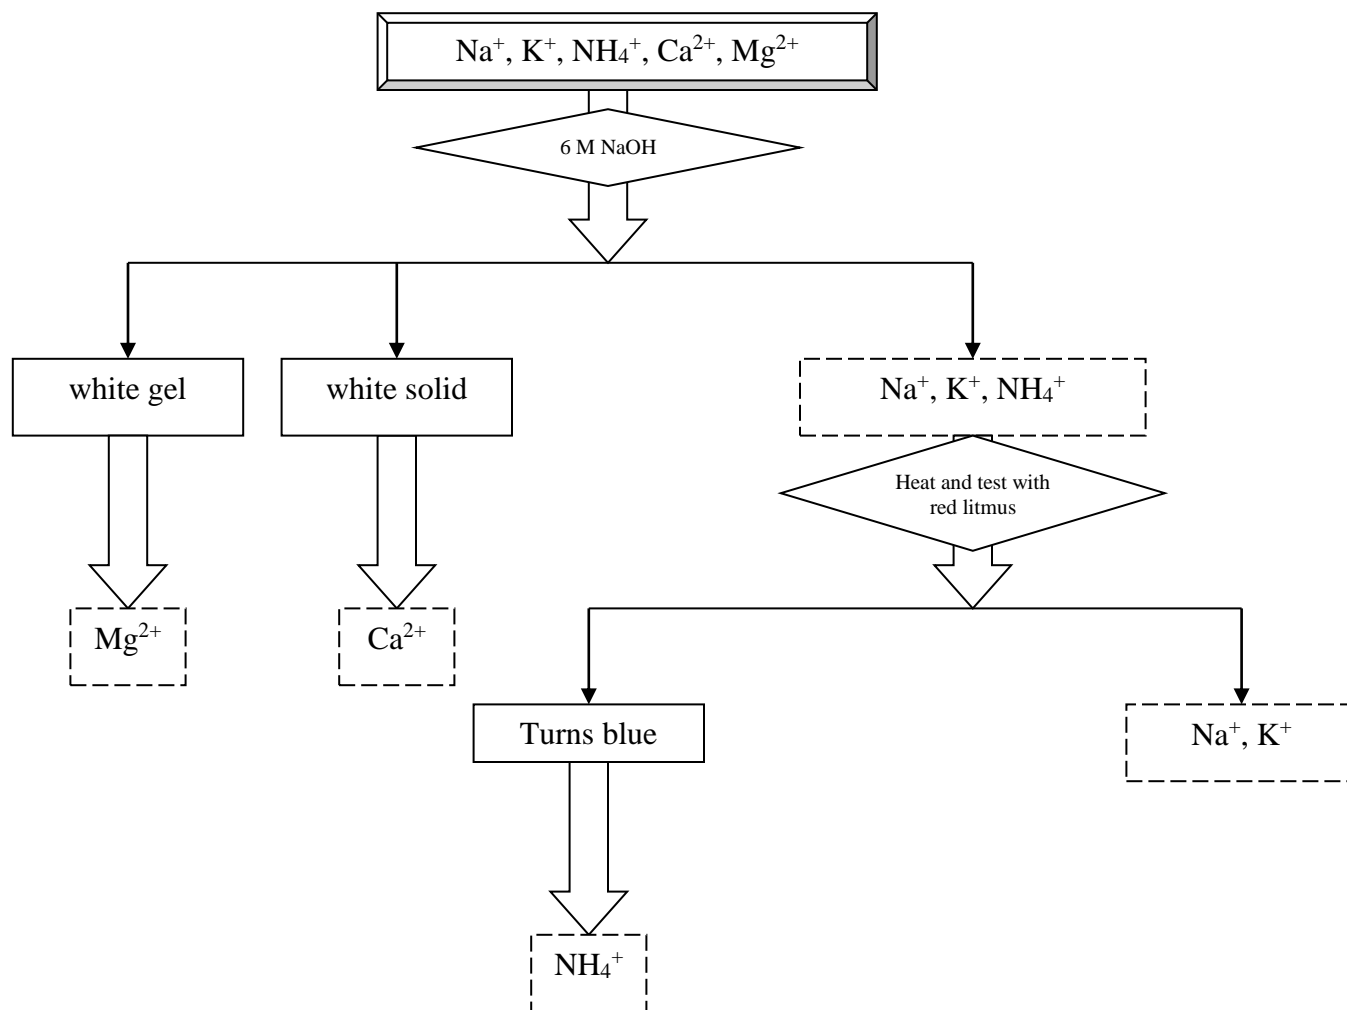 Na⁺, K⁺, NH₄⁺, Ca²⁺, Mg²⁺
6 M NaOH
white gel
white solid
Na⁺, K⁺, NH₄⁺
Heat and test with
red litmus
Mg²⁺
Ca²⁺
Turns blue
Na⁺, K⁺
NH₄⁺